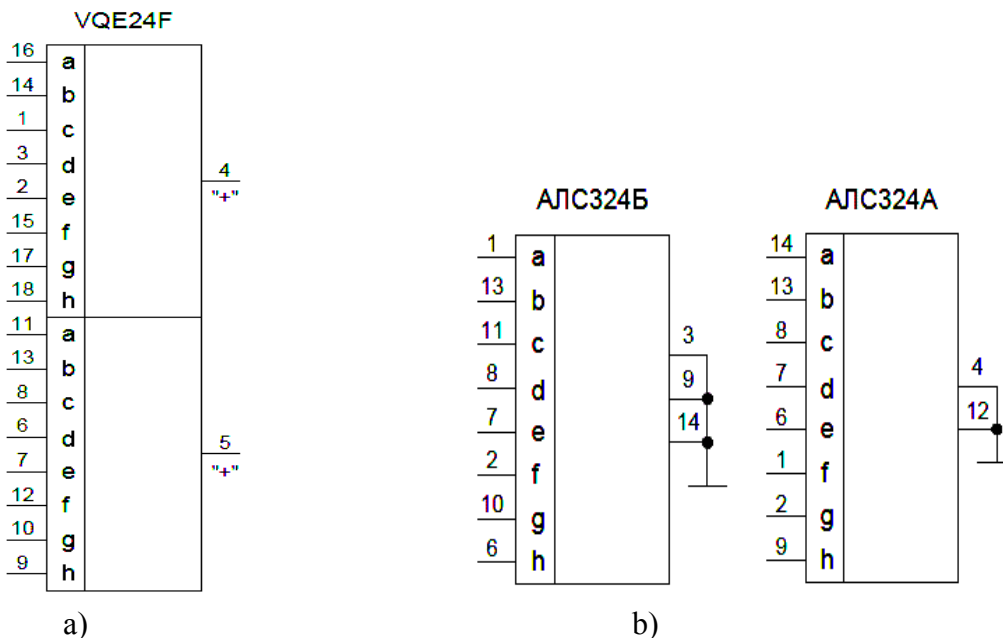 VQE24F
16 a
14 b
1 c
3 d
2 e
15 f
17 g
18 h
4
"+"
11 a
13 b
8 c
6 d
7 e
12 f
10 g
9 h
5
"+"
a)
АЛС324Б
1 a
13 b
11 c
8 d
7 e
2 f
10 g
6 h
3
9
14
АЛС324А
14 a
13 b
8 c
7 d
6 e
1 f
2 g
9 h
4
12
b)